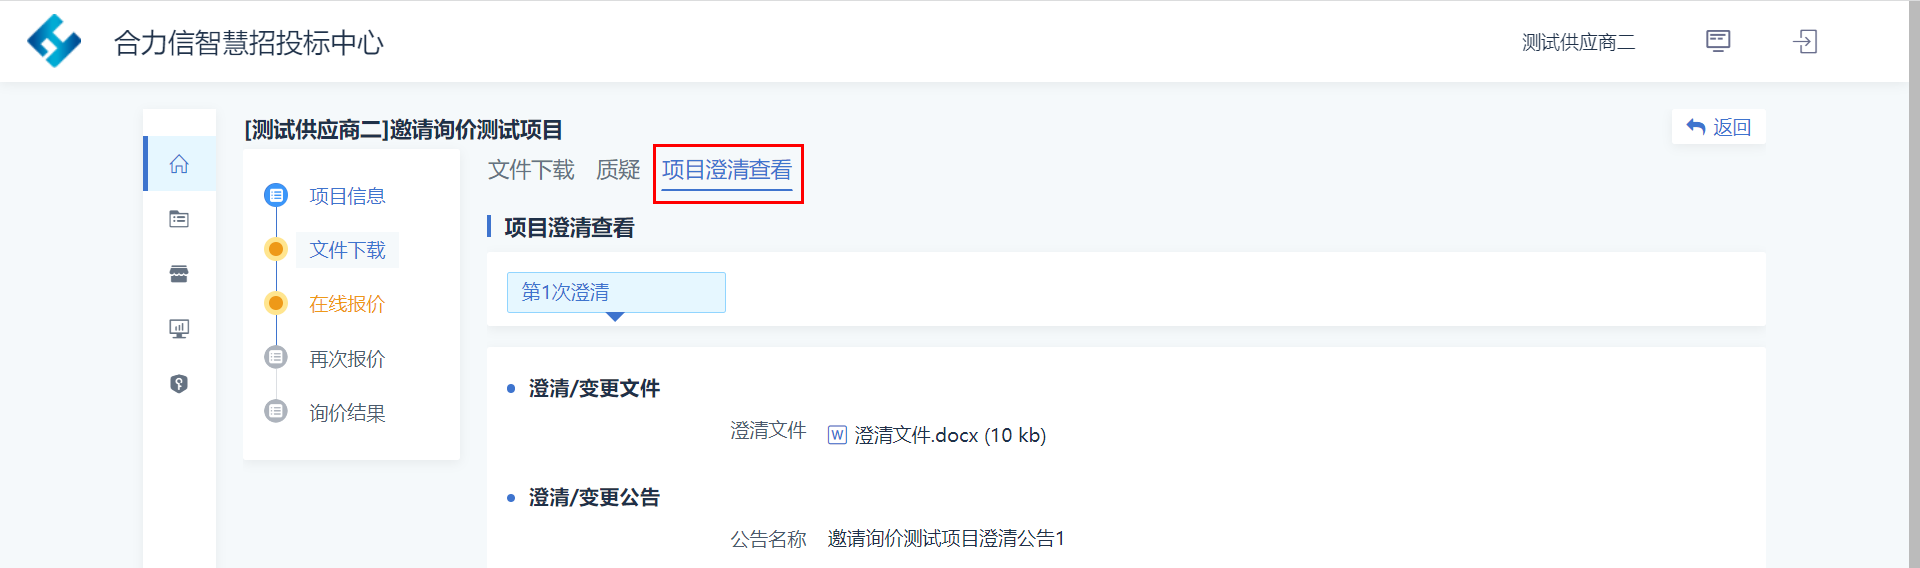 合力信智慧招投标中心
测试供应商二
[测试供应商二]邀请询价测试项目
返回
项目信息
文件下载
在线报价
再次报价
询价结果
文件下载 质疑 项目澄清查看
项目澄清查看
第1次澄清
澄清/变更文件
澄清文件 澄清文件.docx (10 kb)
澄清/变更公告
公告名称 邀请询价测试项目澄清公告1